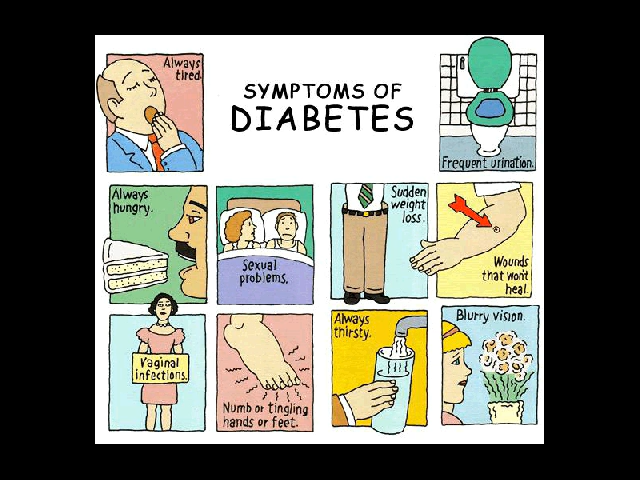 Always
tired.
SYMPTOMS OF
DIABETES
Frequent urination.
Always
hungry.
Sexual
problems.
Sudden
weight
loss.
Wounds
that won't
heal.
Vaginal
infections.
Numb or tingling
hands or feet.
Always
thirsty.
Blurry vision.